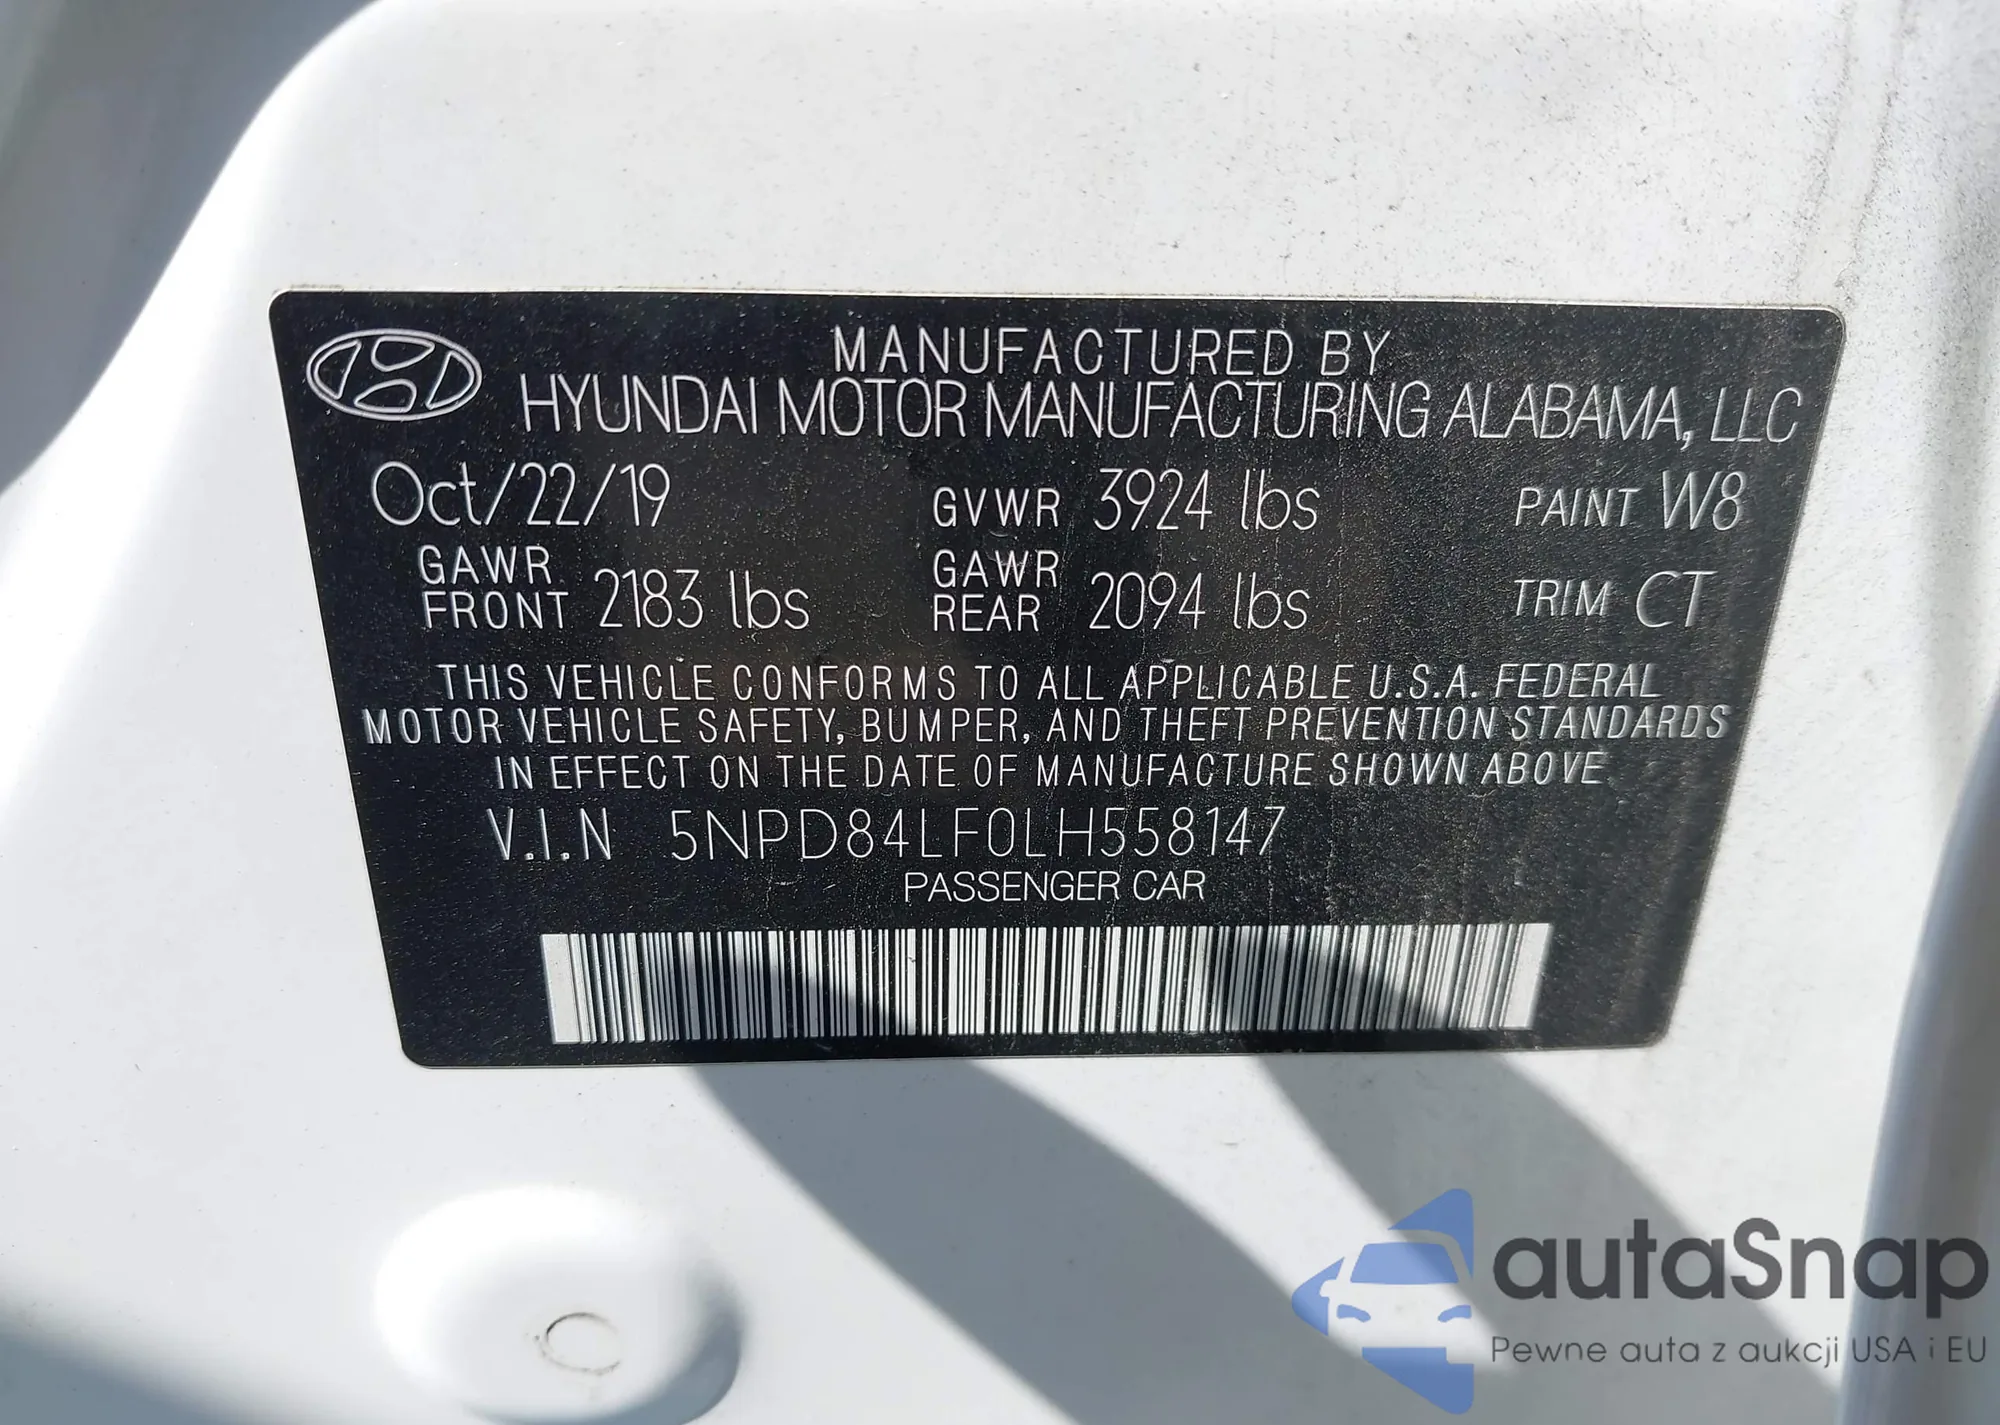 MANUFACTURED BY
HYUNDAI MOTOR MANUFACTURING ALABAMA, LLC
Oct/22/19 GVWR 3924 lbs PAINT W8
GAWR FRONT 2183 lbs GAWR REAR 2094 lbs TRIM CT
THIS VEHICLE CONFORMS TO ALL APPLICABLE U.S.A. FEDERAL
MOTOR VEHICLE SAFETY, BUMPER, AND THEFT PREVENTION STANDARDS
IN EFFECT ON THE DATE OF MANUFACTURE SHOWN ABOVE
V.I.N 5NPD84LF0LH558147
PASSENGER CAR
autaSnap
Pewne auta z aukcji USA i EU